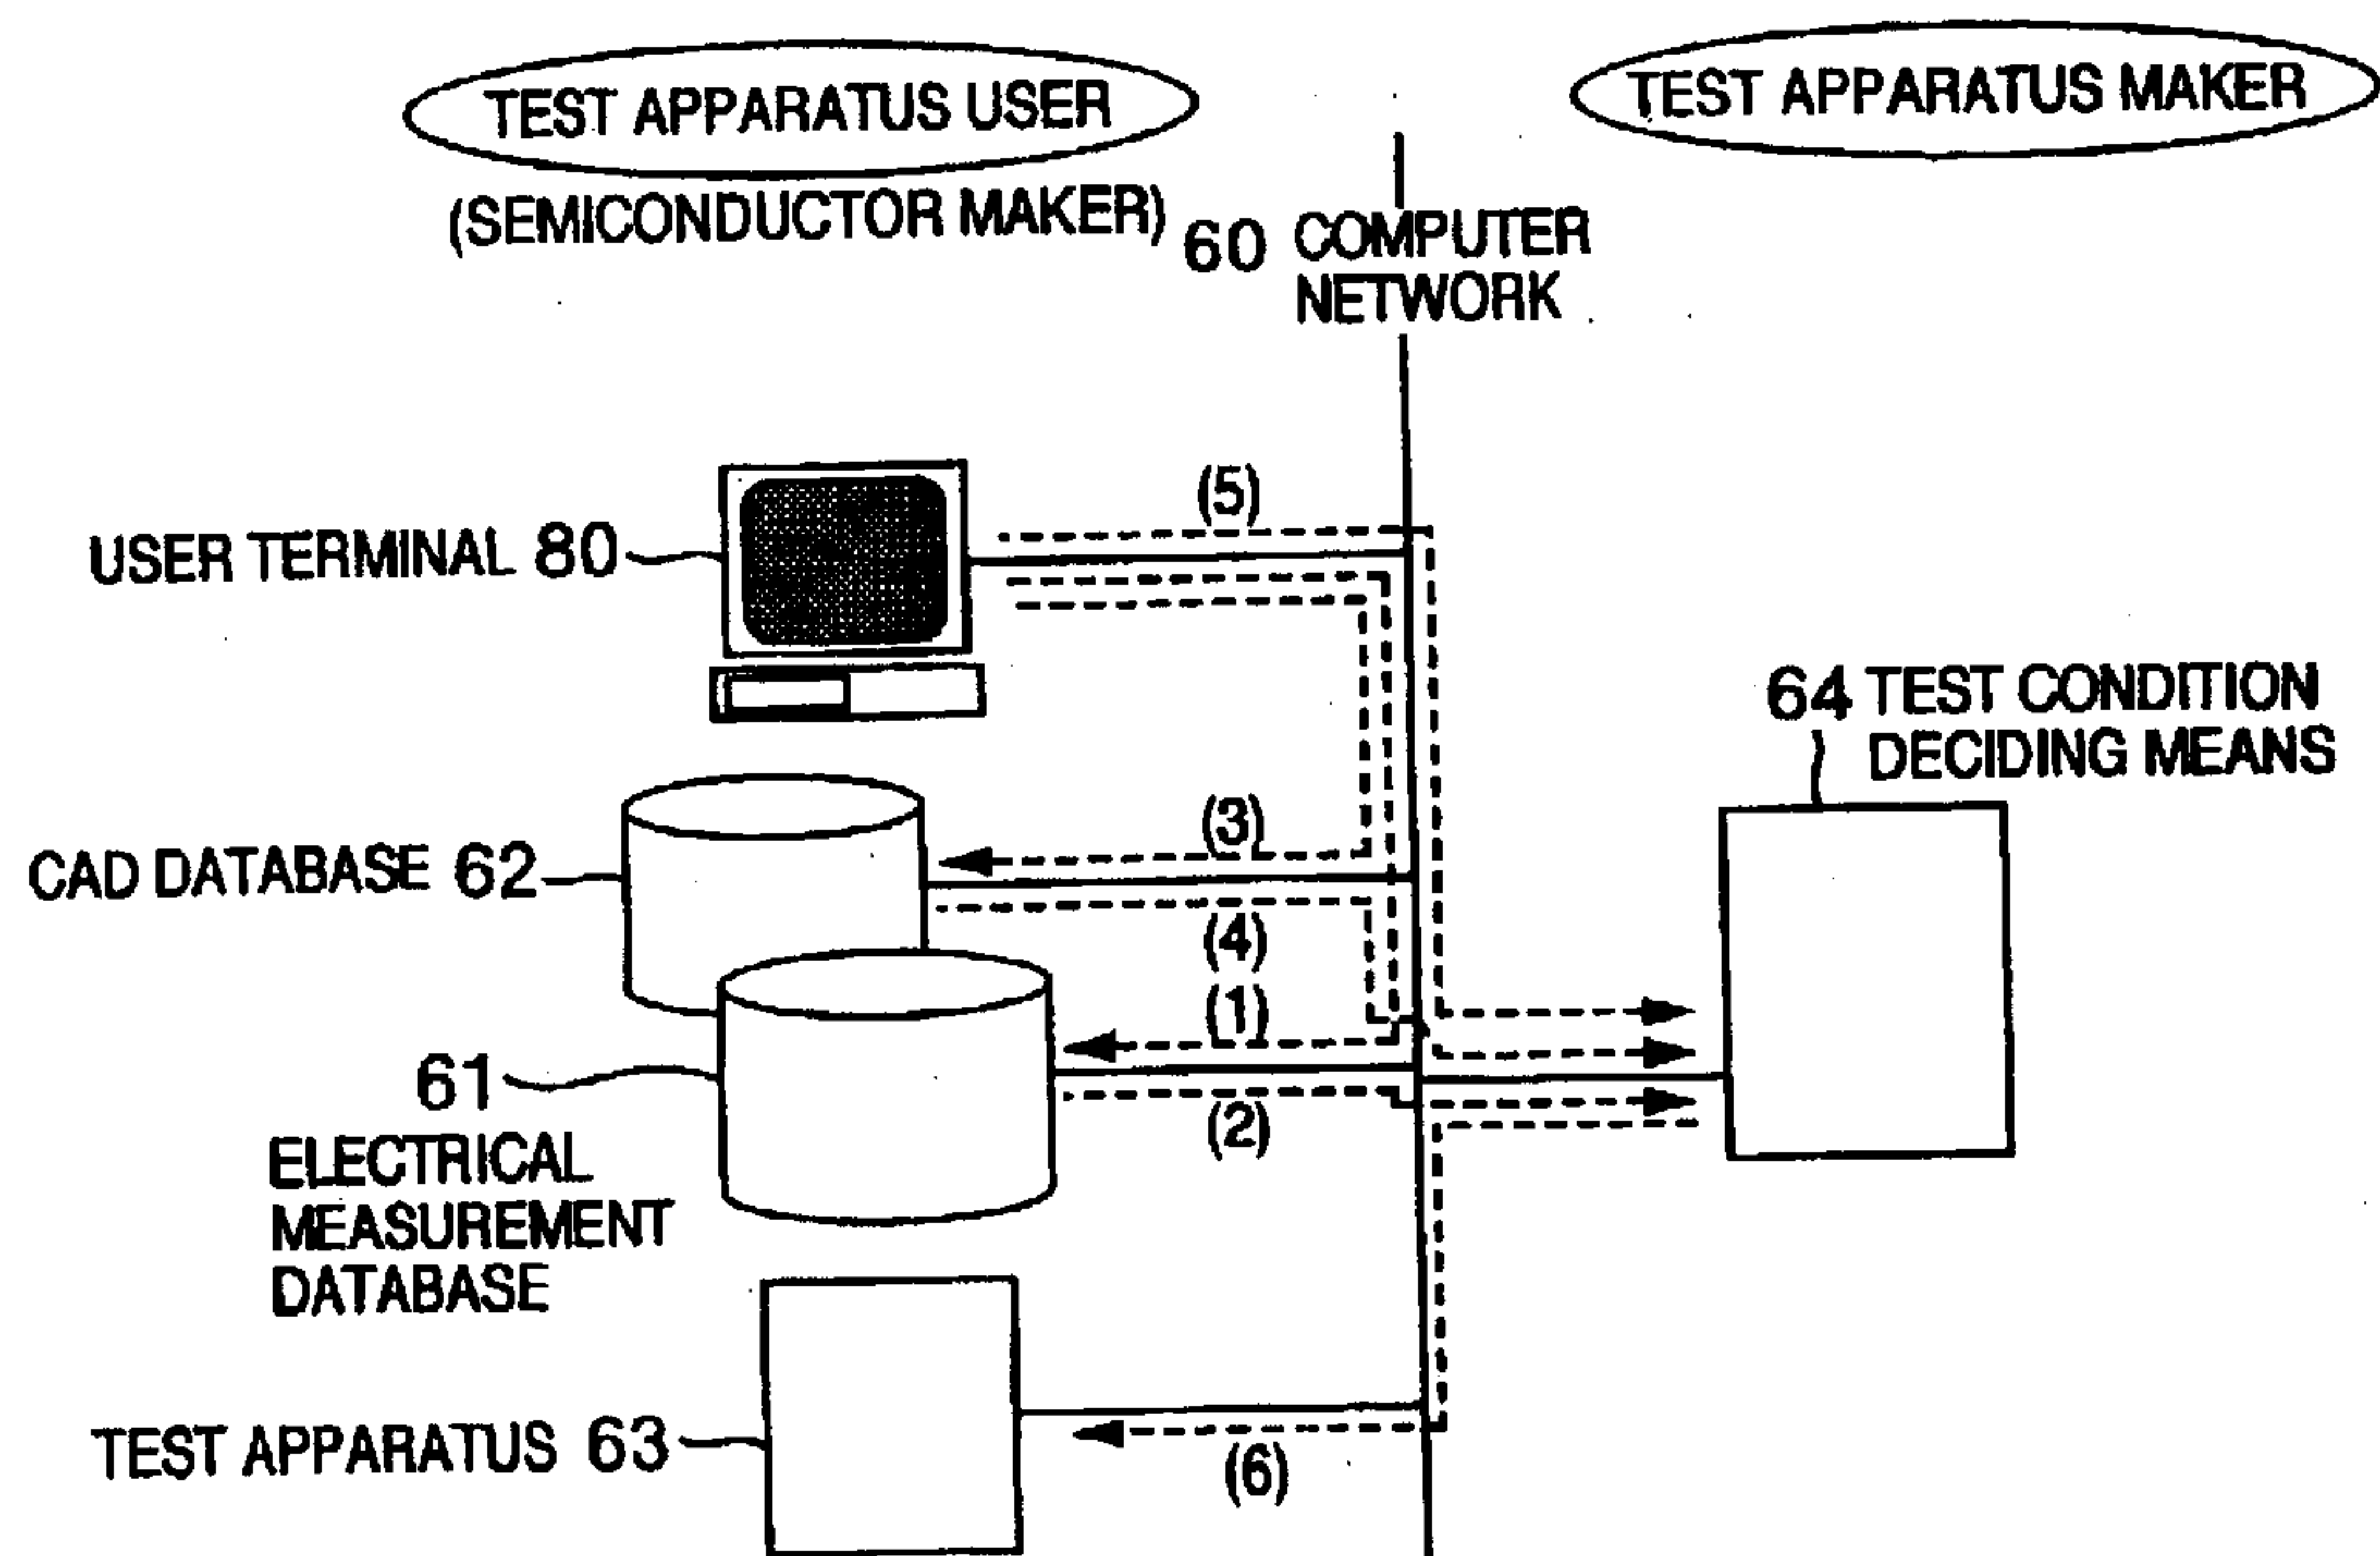 TEST APPARATUS USER
TEST APPARATUS MAKER
(SEMICONDUCTOR MAKER)
60 COMPUTER
NETWORK
(5)
USER TERMINAL 80
64 TEST CONDITION
DECIDING MEANS
(3)
CAD DATABASE 62
(4)
(1)
61
(2)
ELECTRICAL
MEASUREMENT
DATABASE
TEST APPARATUS 63
(6)